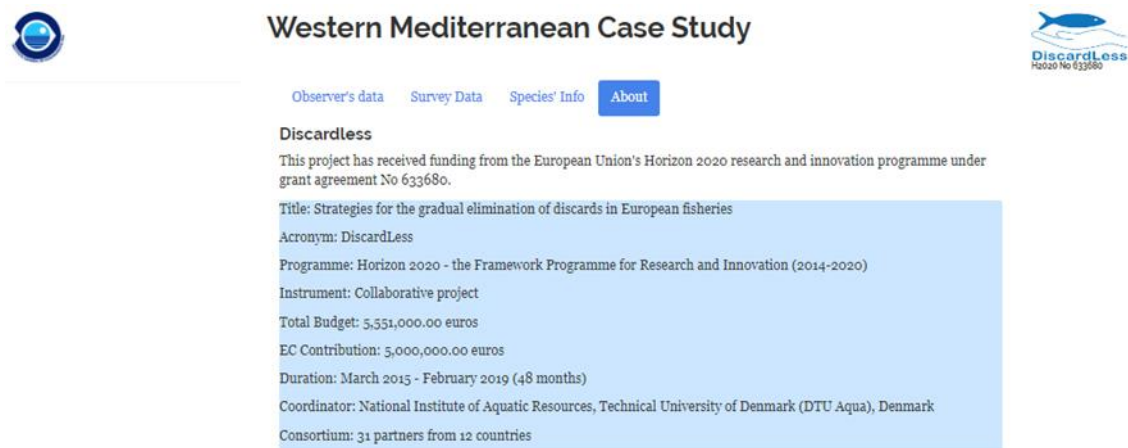 Western Mediterranean Case Study
DiscardLess
H2020 No 633680
Observer's data Survey Data Species' Info About
Discardless
This project has received funding from the European Union's Horizon 2020 research and innovation programme under
grant agreement No 633680.
Title: Strategies for the gradual elimination of discards in European fisheries
Acronym: DiscardLess
Programme: Horizon 2020 - the Framework Programme for Research and Innovation (2014-2020)
Instrument: Collaborative project
Total Budget: 5,551,000.00 euros
EC Contribution: 5,000,000.00 euros
Duration: March 2015 - February 2019 (48 months)
Coordinator: National Institute of Aquatic Resources, Technical University of Denmark (DTU Aqua), Denmark
Consortium: 31 partners from 12 countries